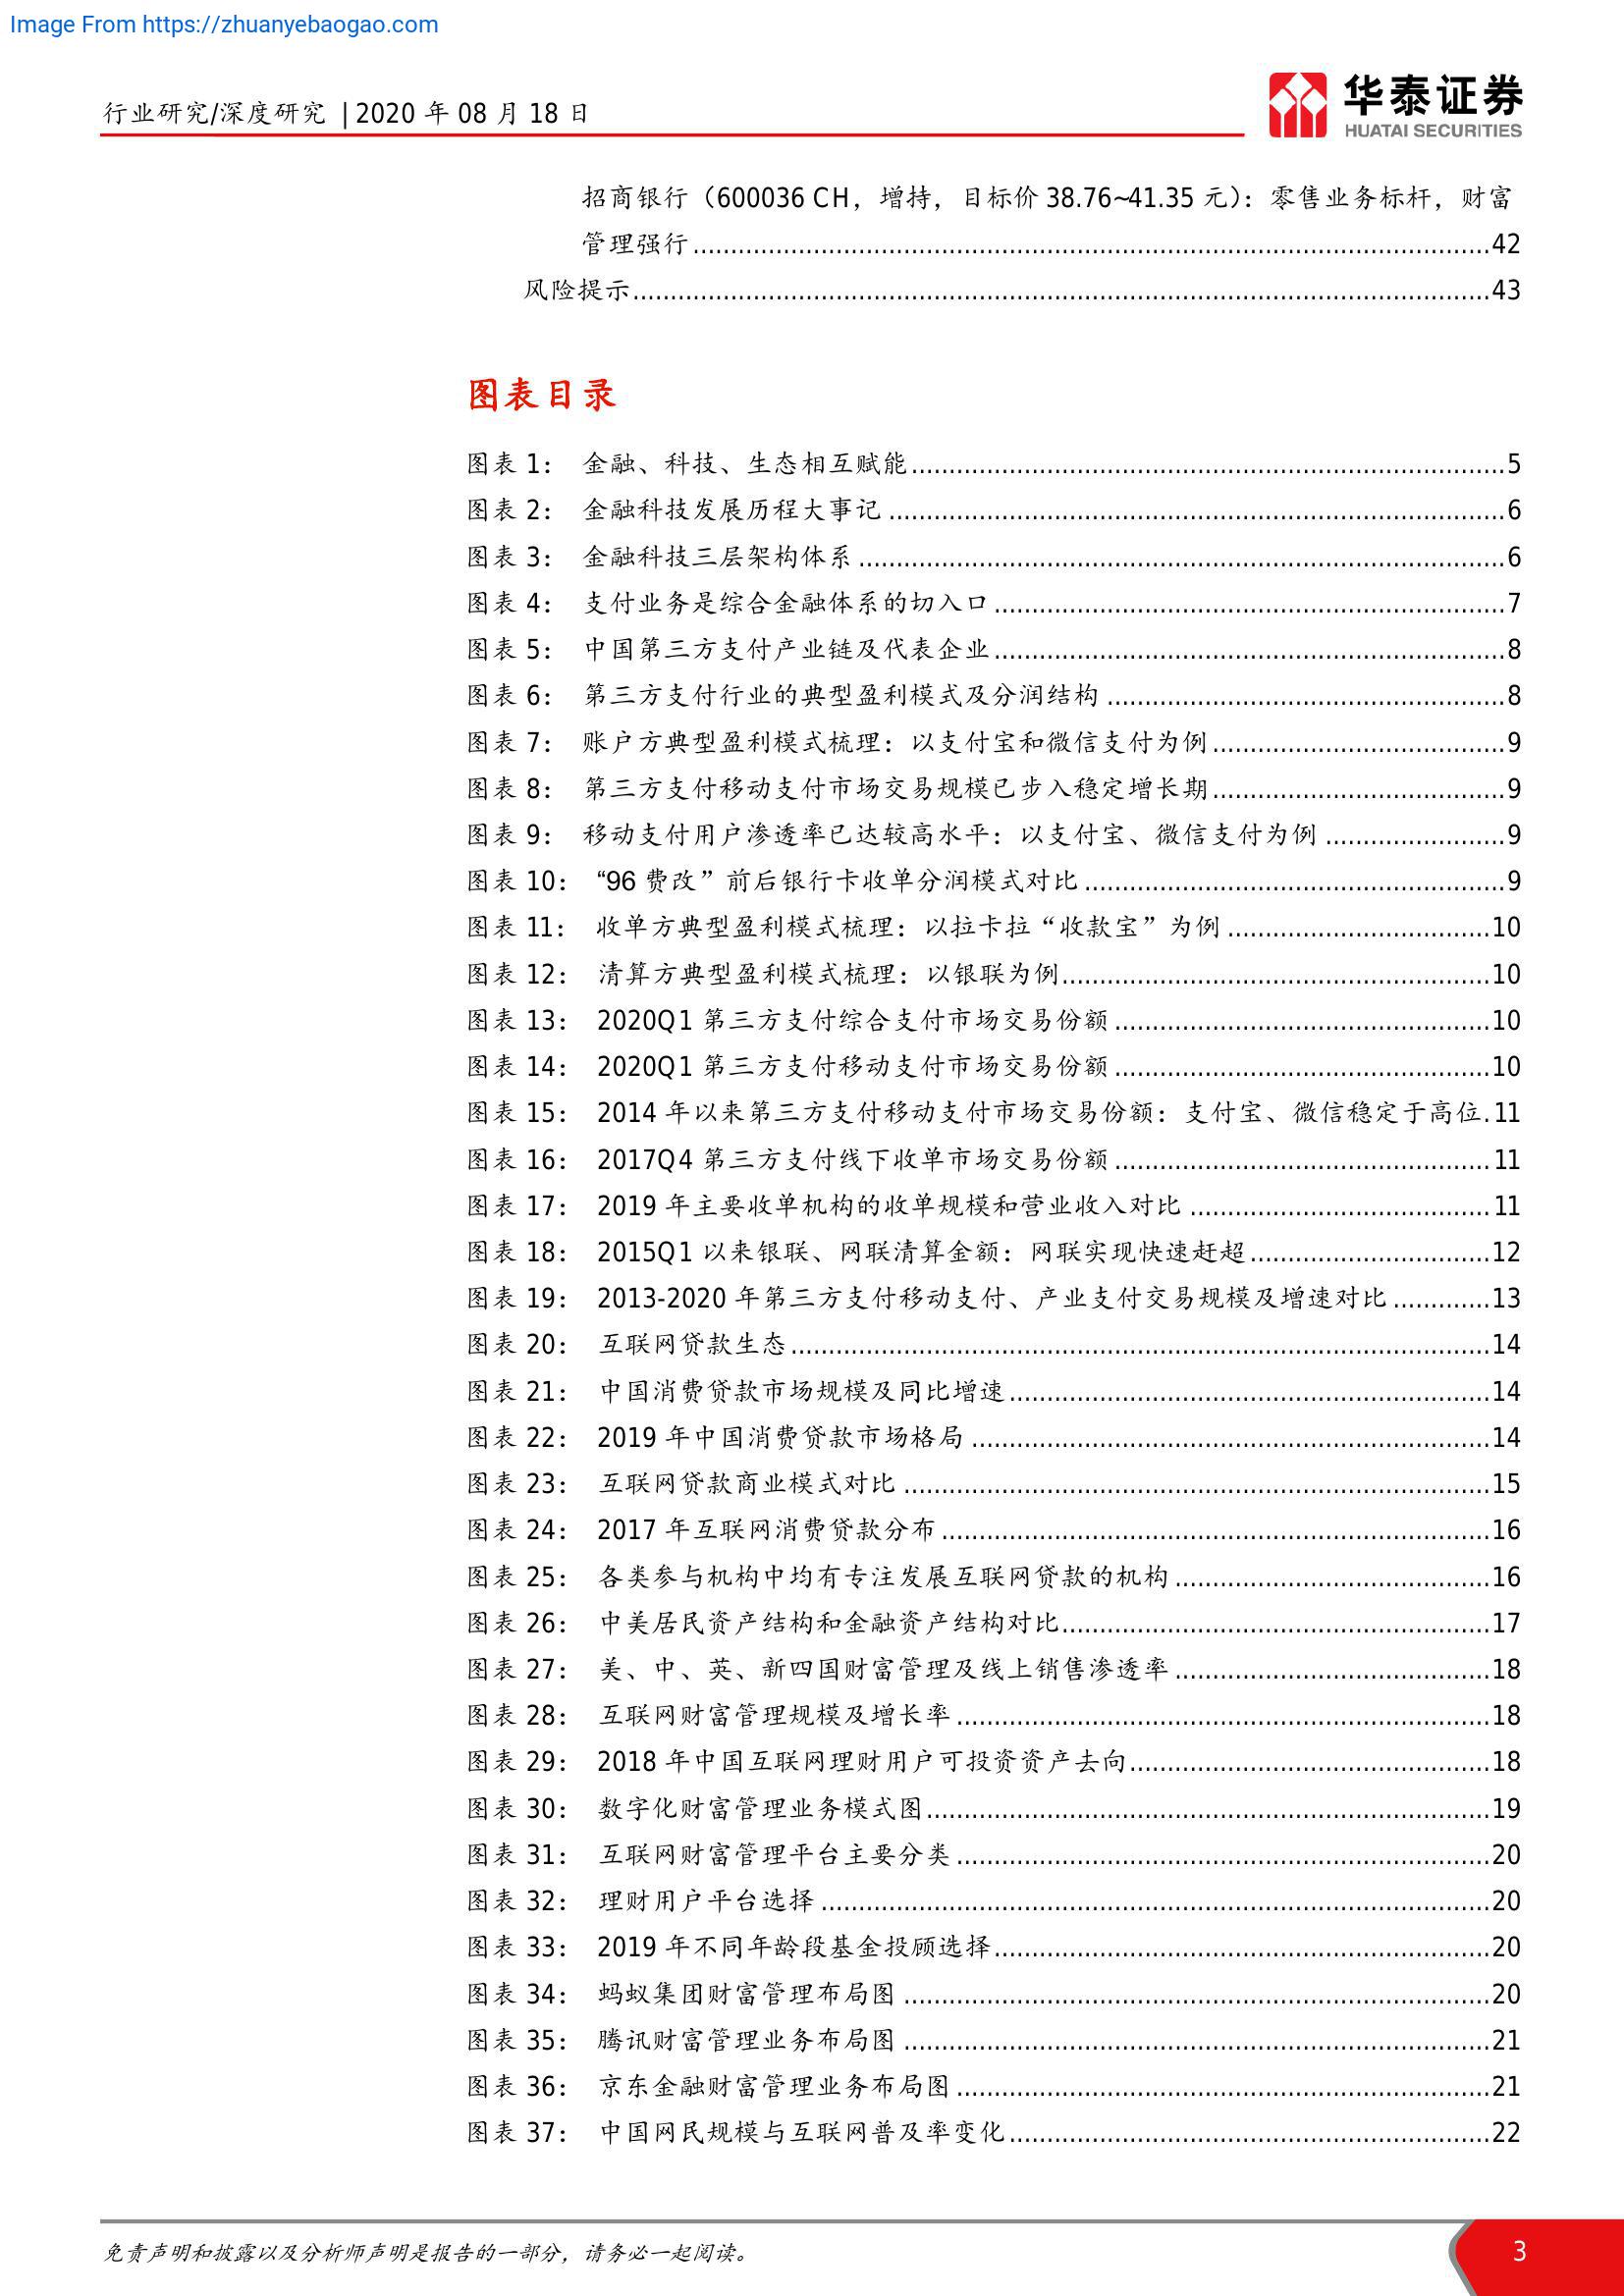 Image From https://zhuanyebaogao.com
行业研究/深度研究 | 2020 年 08 月 18 日
华泰证券
HUATAI SECURITIES
招商银行（600036 CH，增持，目标价 38.76~41.35 元）：零售业务标杆，财富
管理强行........................................42
风险提示........................................43
图表目录
图表 1： 金融、科技、生态相互赋能........................................5
图表 2： 金融科技发展历程大事记........................................6
图表 3： 金融科技三层架构体系........................................6
图表 4： 支付业务是综合金融体系的切入口........................................7
图表 5： 中国第三方支付产业链及代表企业........................................8
图表 6： 第三方支付行业的典型盈利模式及分润结构........................................8
图表 7： 账户方典型盈利模式梳理：以支付宝和微信支付为例........................................9
图表 8： 第三方支付移动支付市场交易规模已步入稳定增长期........................................9
图表 9： 移动支付用户渗透率已达较高水平：以支付宝、微信支付为例........................................9
图表 10： “96 费改”前后银行卡收单分润模式对比........................................9
图表 11： 收单方典型盈利模式梳理：以拉卡拉“收款宝”为例........................................10
图表 12： 清算方典型盈利模式梳理：以银联为例........................................10
图表 13： 2020Q1 第三方支付综合支付市场交易份额........................................10
图表 14： 2020Q1 第三方支付移动支付市场交易份额........................................10
图表 15： 2014 年以来第三方支付移动支付市场交易份额：支付宝、微信稳定于高位.11
图表 16： 2017Q4 第三方支付线下收单市场交易份额........................................11
图表 17： 2019 年主要收单机构的收单规模和营业收入对比........................................11
图表 18： 2015Q1 以来银联、网联清算金额：网联实现快速赶超........................................12
图表 19： 2013-2020 年第三方支付移动支付、产业支付交易规模及增速对比.............13
图表 20： 互联网贷款生态........................................14
图表 21： 中国消费贷款市场规模及同比增速........................................14
图表 22： 2019 年中国消费贷款市场格局........................................14
图表 23： 互联网贷款商业模式对比........................................15
图表 24： 2017 年互联网消费贷款分布........................................16
图表 25： 各类参与机构中均有专注发展互联网贷款的机构........................................16
图表 26： 中美居民资产结构和金融资产结构对比........................................17
图表 27： 美、中、英、新四国财富管理及线上销售渗透率........................................18
图表 28： 互联网财富管理规模及增长率........................................18
图表 29： 2018 年中国互联网理财用户可投资资产去向........................................18
图表 30： 数字化财富管理业务模式图........................................19
图表 31： 互联网财富管理平台主要分类........................................20
图表 32： 理财用户平台选择........................................20
图表 33： 2019 年不同年龄段基金投顾选择........................................20
图表 34： 蚂蚁集团财富管理布局图........................................20
图表 35： 腾讯财富管理业务布局图........................................21
图表 36： 京东金融财富管理业务布局图........................................21
图表 37： 中国网民规模与互联网普及率变化........................................22
免责声明和披露以及分析师声明是报告的一部分，请务必一起阅读。
3